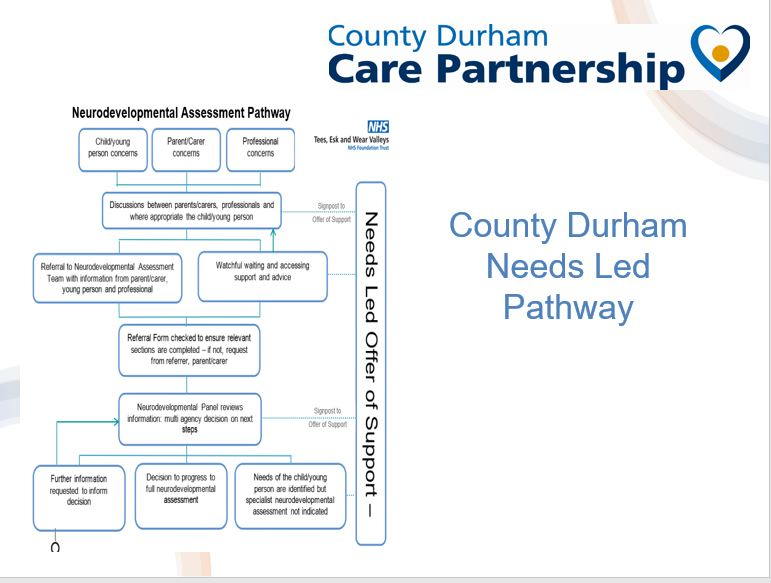 County Durham
Care Partnership
Neurodevelopmental Assessment Pathway
NHS
Tees, Esk and Wear Valleys
NHS Foundation Trust
Child/young
person concerns
Parent/Carer
concerns
Professional
concerns
Discussions between parents/carers, professionals and
where appropriate the child/young person
Signpost to
Offer of Support
Referral to Neurodevelopmental Assessment
Team with information from parent/carer,
young person and professional
Watchful waiting and accessing
support and advice
Referral Form checked to ensure relevant
sections are completed – if not, request
from referrer, parent/carer
Neurodevelopmental Panel reviews
information: multi agency decision on next
steps
Signpost to
Offer of Support
Further information
requested to inform
decision
Decision to progress to
full neurodevelopmental
assessment
Needs of the child/young
person are identified but
specialist neurodevelopmental
assessment not indicated
Needs Led Offer of Support –
County Durham
Needs Led
Pathway